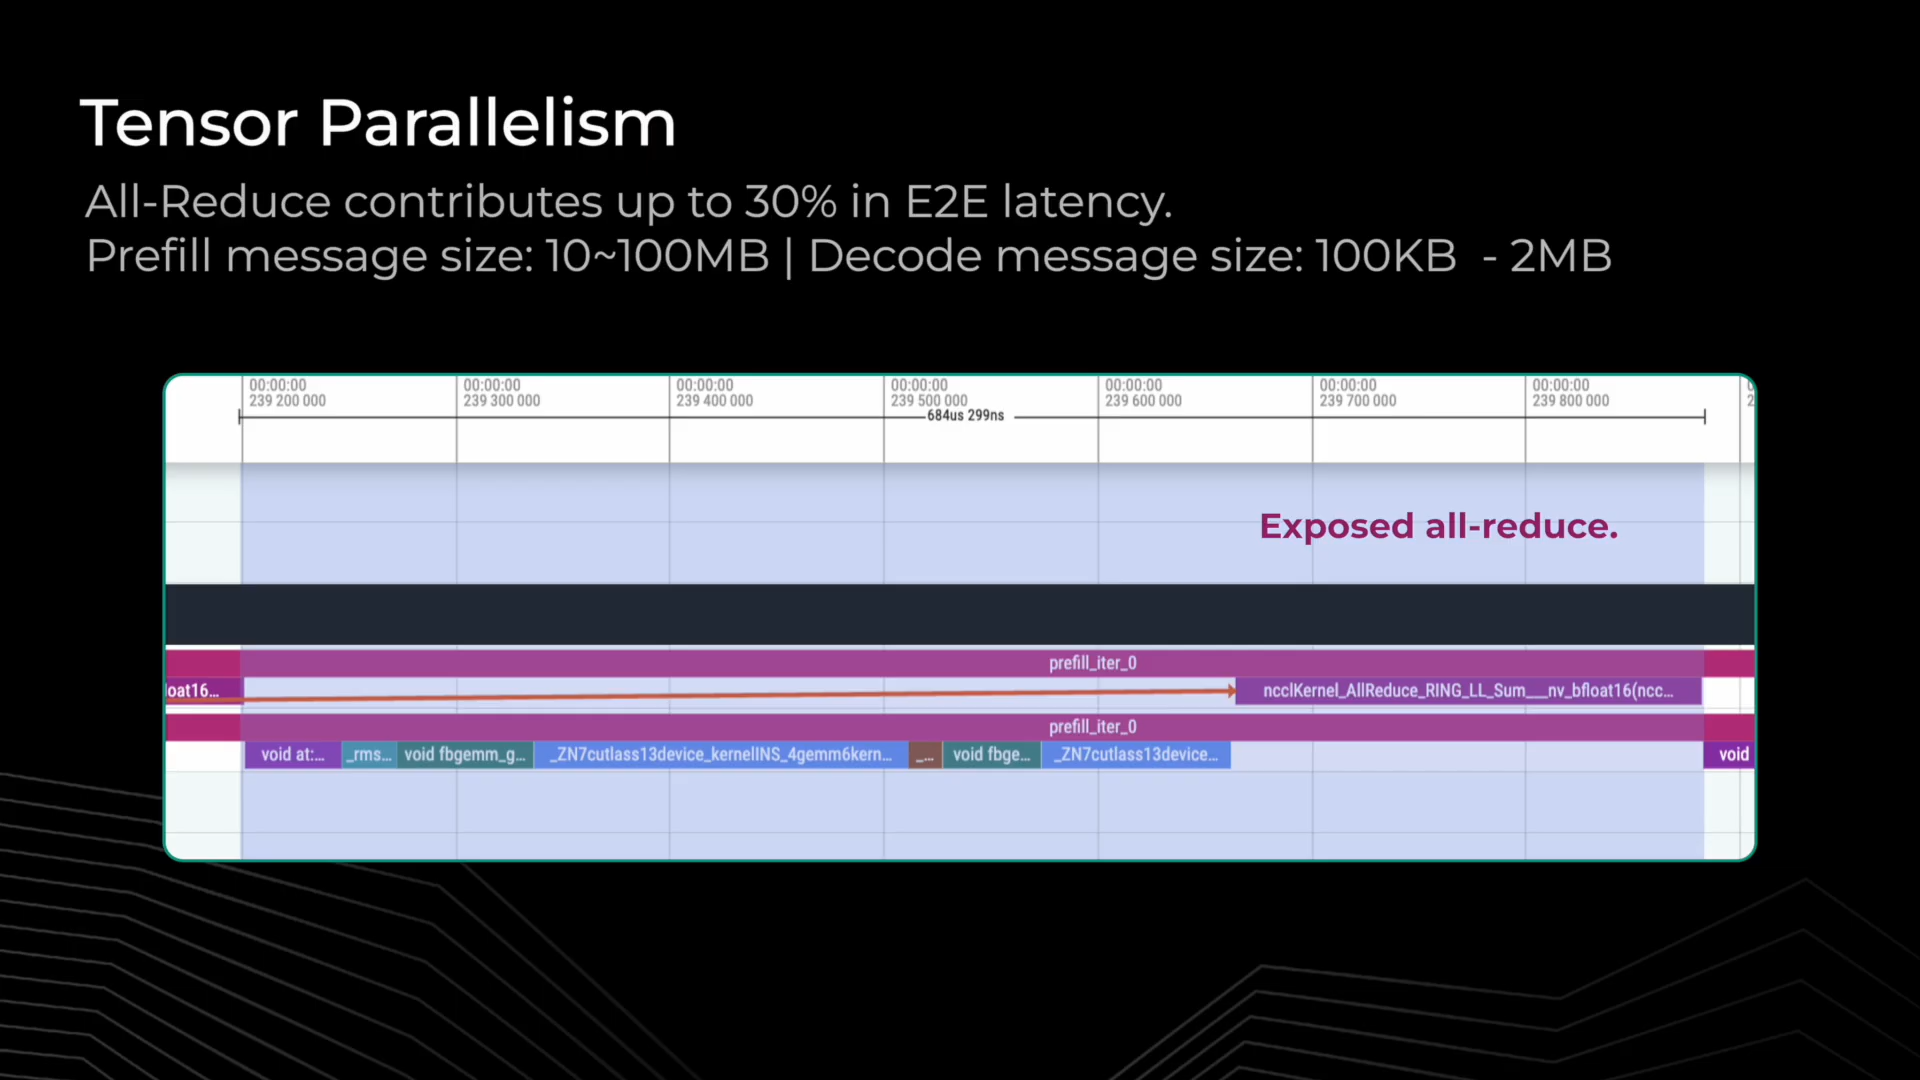 Tensor Parallelism
All-Reduce contributes up to 30% in E2E latency.
Prefill message size: 10~100MB | Decode message size: 100KB - 2MB
00:00:00 00:00:00 00:00:00 00:00:00 00:00:00 00:00:00 00:00:00
239 200 000 239 300 000 239 400 000 239 500 000 239 600 000 239 700 000 239 800 000 2
684us 299ns
Exposed all-reduce.
prefill_iter_0
loat16... ncclKernel_AllReduce_RING_LL_Sum__nv_bfloat16(ncc...
prefill_iter_0
void at:... _rms... void fbgemm_g... _ZN7cutlass13device_kernelINS_4gemm6kern... _... void fbge... _ZN7cutlass13device... void